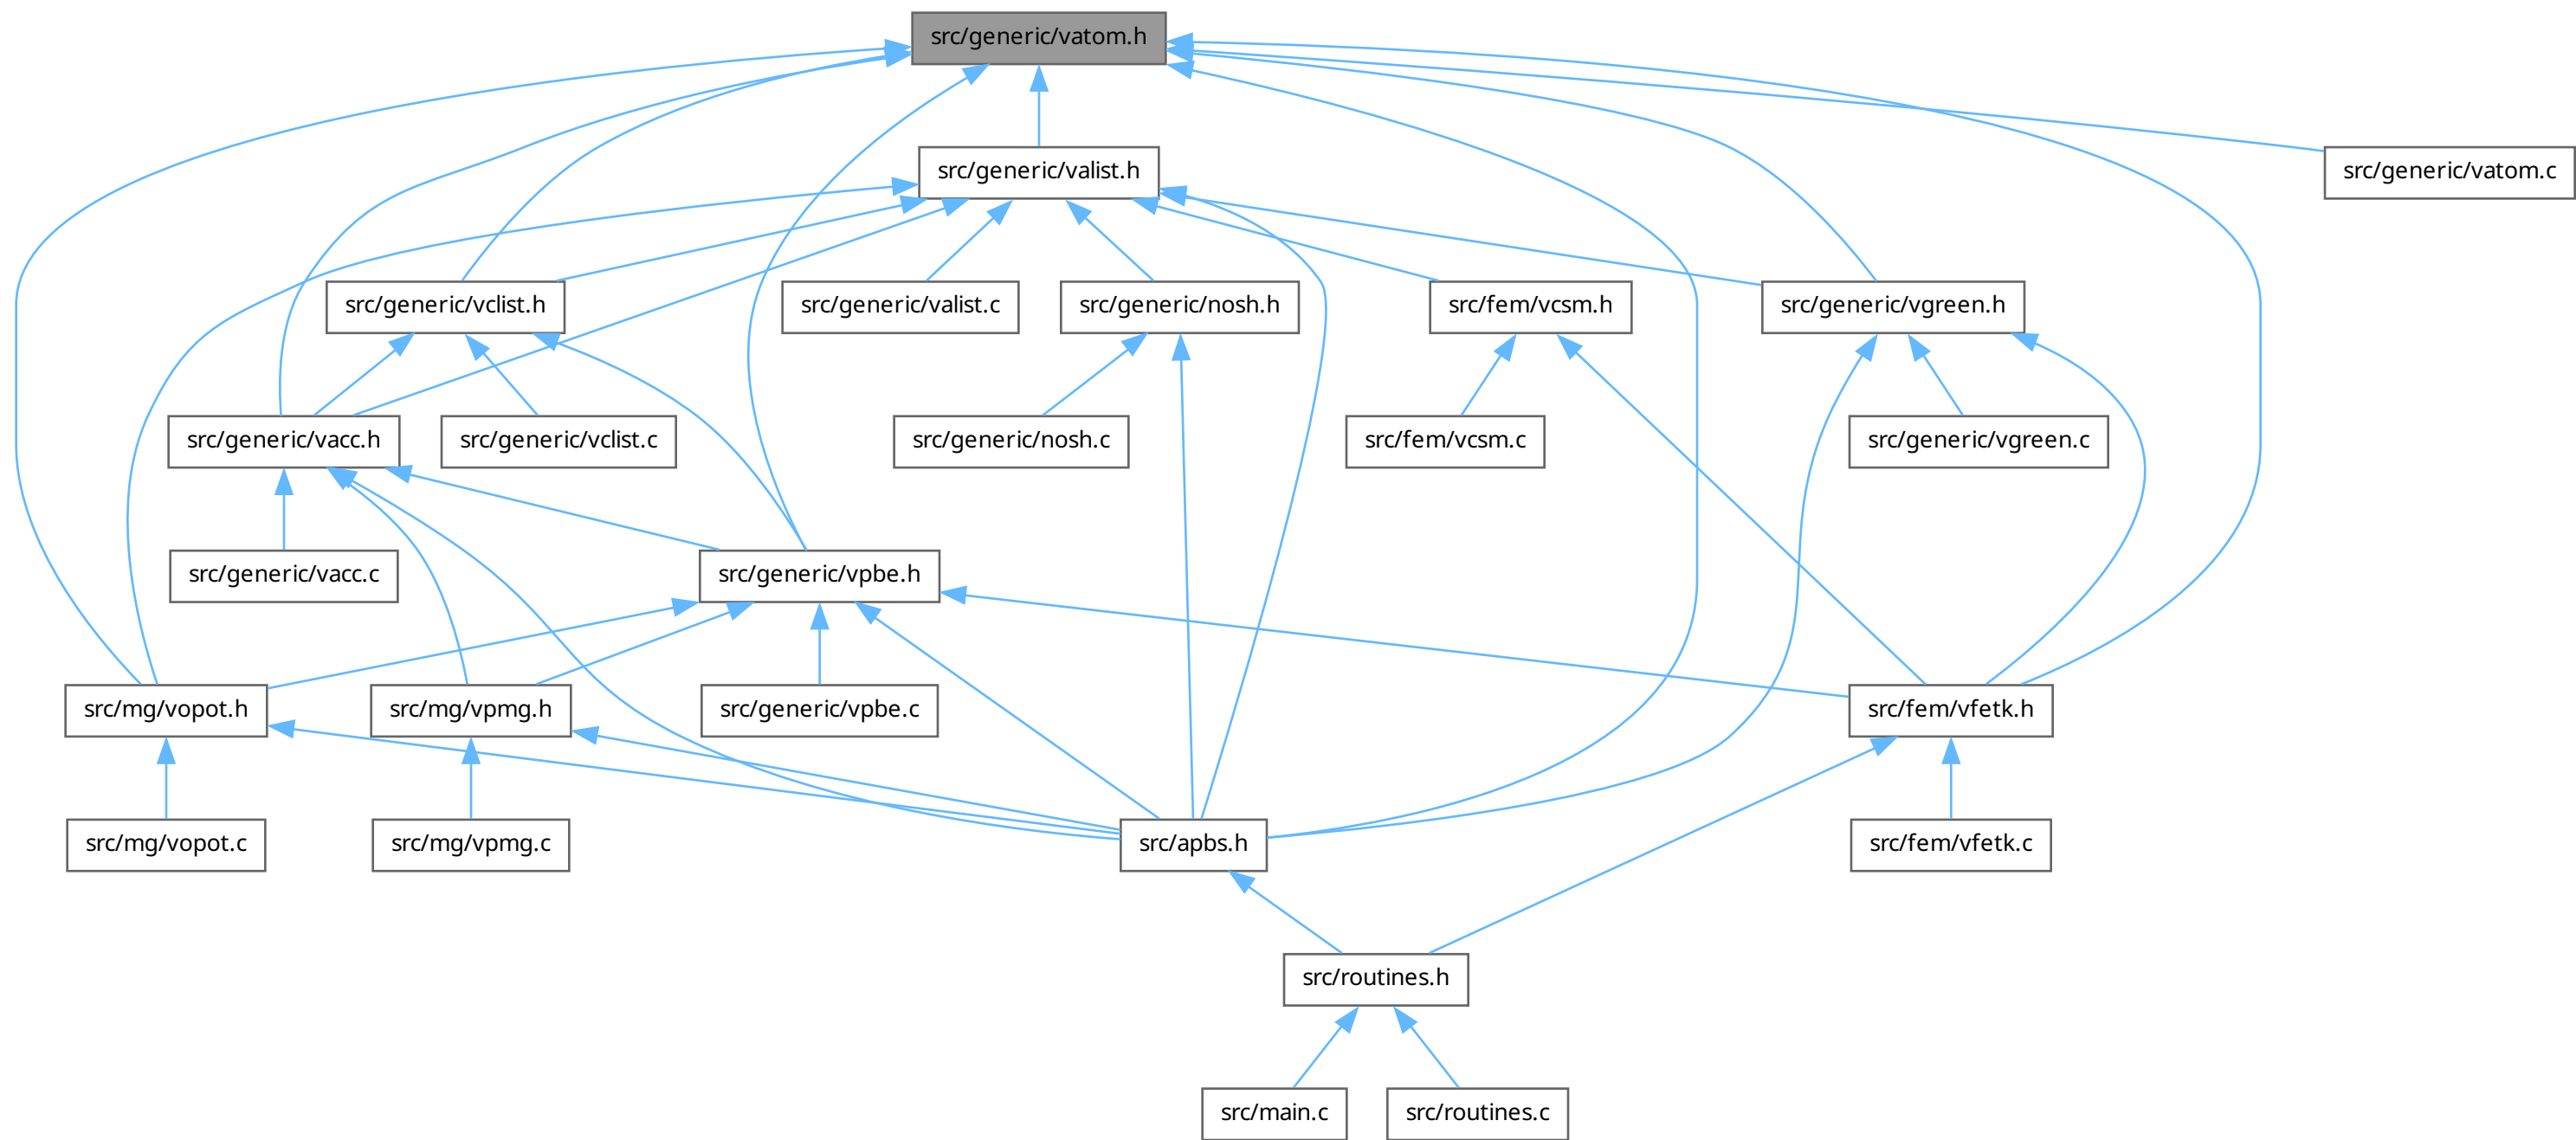 src/generic/vatom.h
src/generic/valist.h
src/generic/vatom.c
src/generic/vclist.h
src/generic/valist.c
src/generic/nosh.h
src/fem/vcsm.h
src/generic/vgreen.h
src/generic/vacc.h
src/generic/vclist.c
src/generic/nosh.c
src/fem/vcsm.c
src/generic/vgreen.c
src/generic/vacc.c
src/generic/vpbe.h
src/mg/vopot.h
src/mg/vpmg.h
src/generic/vpbe.c
src/fem/vfetk.h
src/mg/vopot.c
src/mg/vpmg.c
src/apbs.h
src/fem/vfetk.c
src/routines.h
src/main.c
src/routines.c